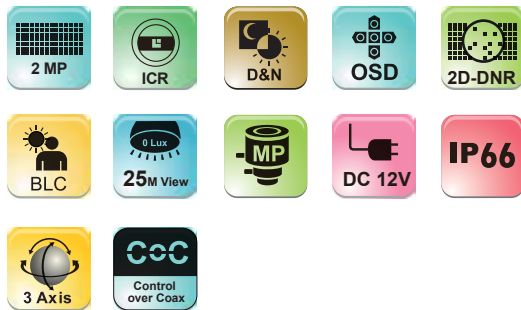 2 MP
ICR
D&N
OSD
2D-DNR
BLC
0 Lux
25M View
MP
DC 12V
IP66
3 Axis
CoC
Control
over Coax